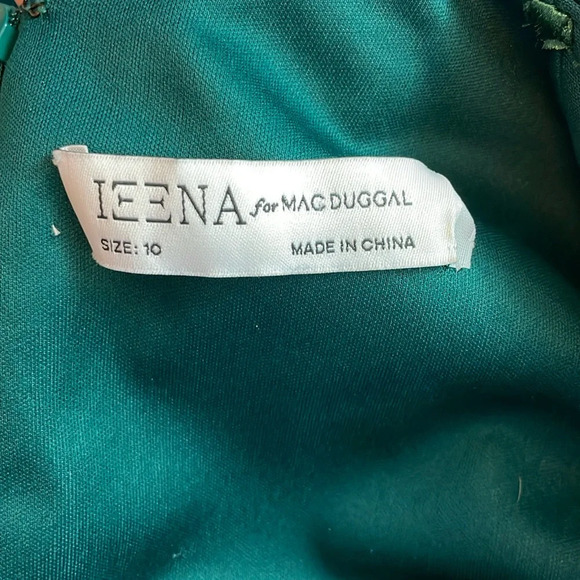 IEENA for MAC DUGGAL
SIZE: 10 MADE IN CHINA